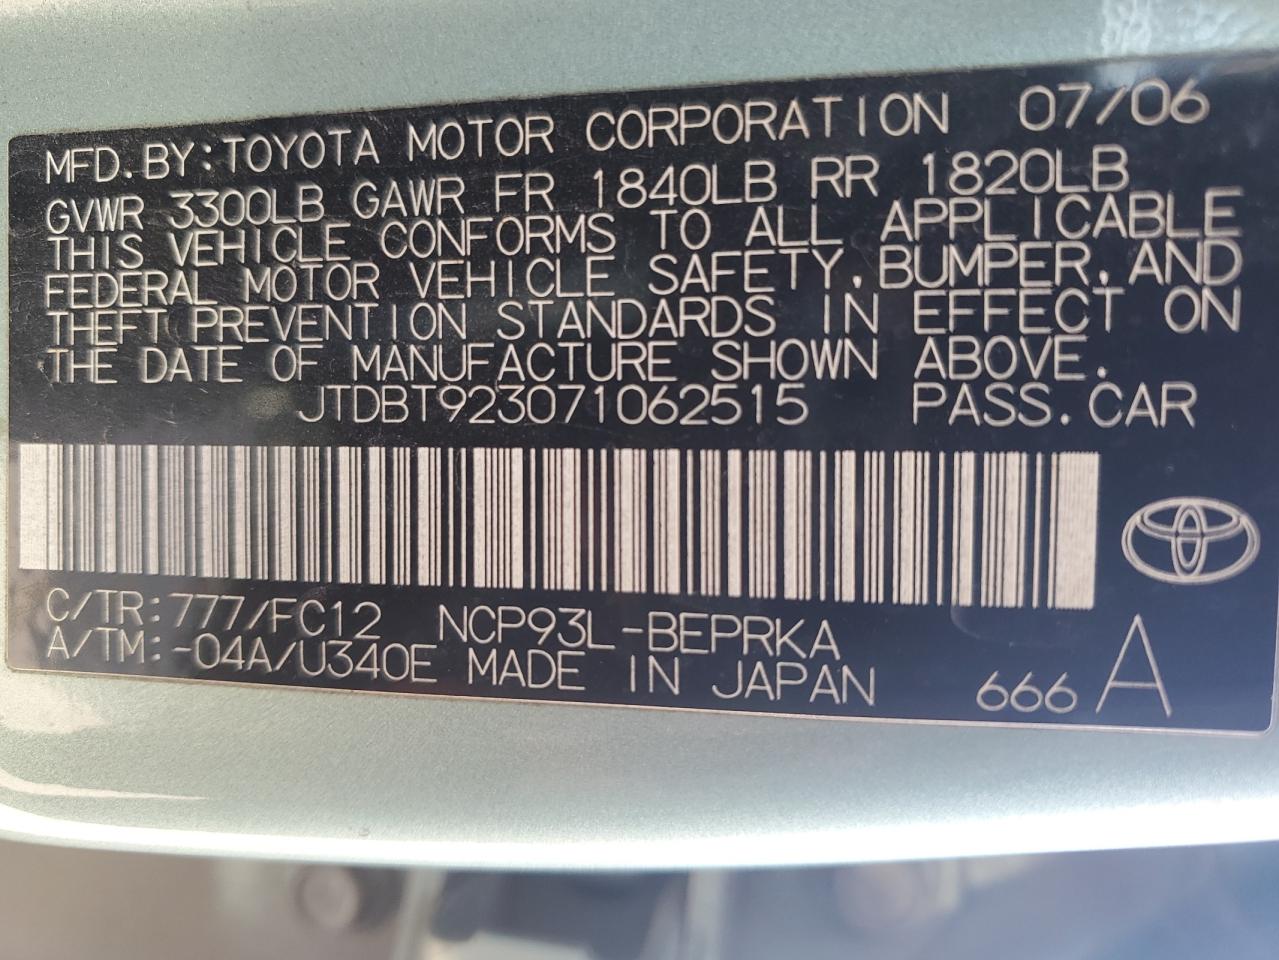 MFD. BY: TOYOTA MOTOR CORPORATION 07/06
GVWR 3300LB GAWR FR 1840LB RR 1820LB
THIS VEHICLE CONFORMS TO ALL APPLICABLE
FEDERAL MOTOR VEHICLE SAFETY, BUMPER, AND
THEFT PREVENTION STANDARDS IN EFFECT ON
THE DATE OF MANUFACTURE SHOWN ABOVE.
JTDBT923071062515 PASS. CAR
C/TR: 777/FC12 NCP93L-BEPRKA
A/TM: -04A/U340E MADE IN JAPAN 666 A